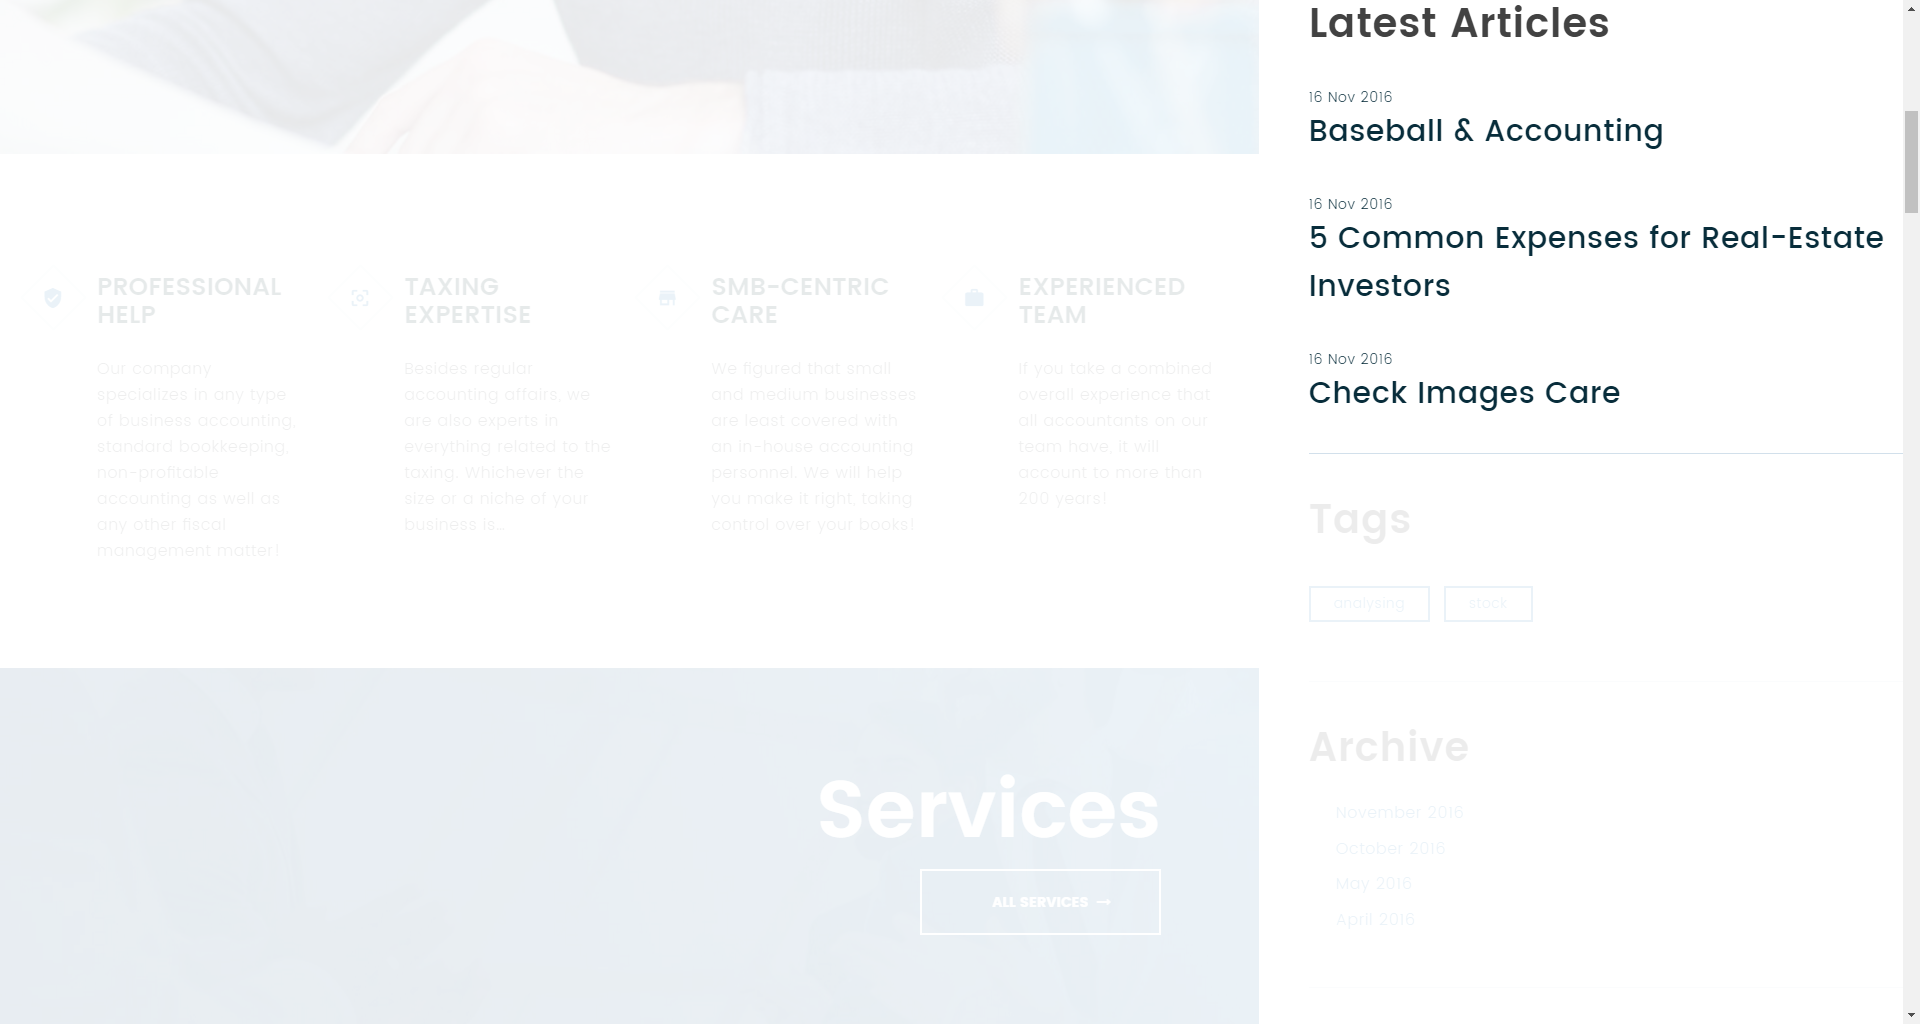 Latest Articles
16 Nov 2016
Baseball & Accounting
16 Nov 2016
5 Common Expenses for Real-Estate
Investors
16 Nov 2016
Check Images Care
Tags
analysing
stock
Archive
November 2016
October 2016
May 2016
April 2016
PROFESSIONAL
HELP
Our company
specializes in any type
of business accounting,
standard bookkeeping,
non-profitable
accounting as well as
any other fiscal
management matter!
TAXING
EXPERTISE
Besides regular
accounting affairs, we
are also experts in
everything related to the
taxing. Whichever the
size or a niche of your
business is...
SMB-CENTRIC
CARE
We figured that small
and medium businesses
are least covered with
an in-house accounting
personnel. We will help
you make it right, taking
control over your books!
EXPERIENCED
TEAM
If you take a combined
overall experience that
all accountants on our
team have, it will
account to more than
200 years!
Services
ALL SERVICES →